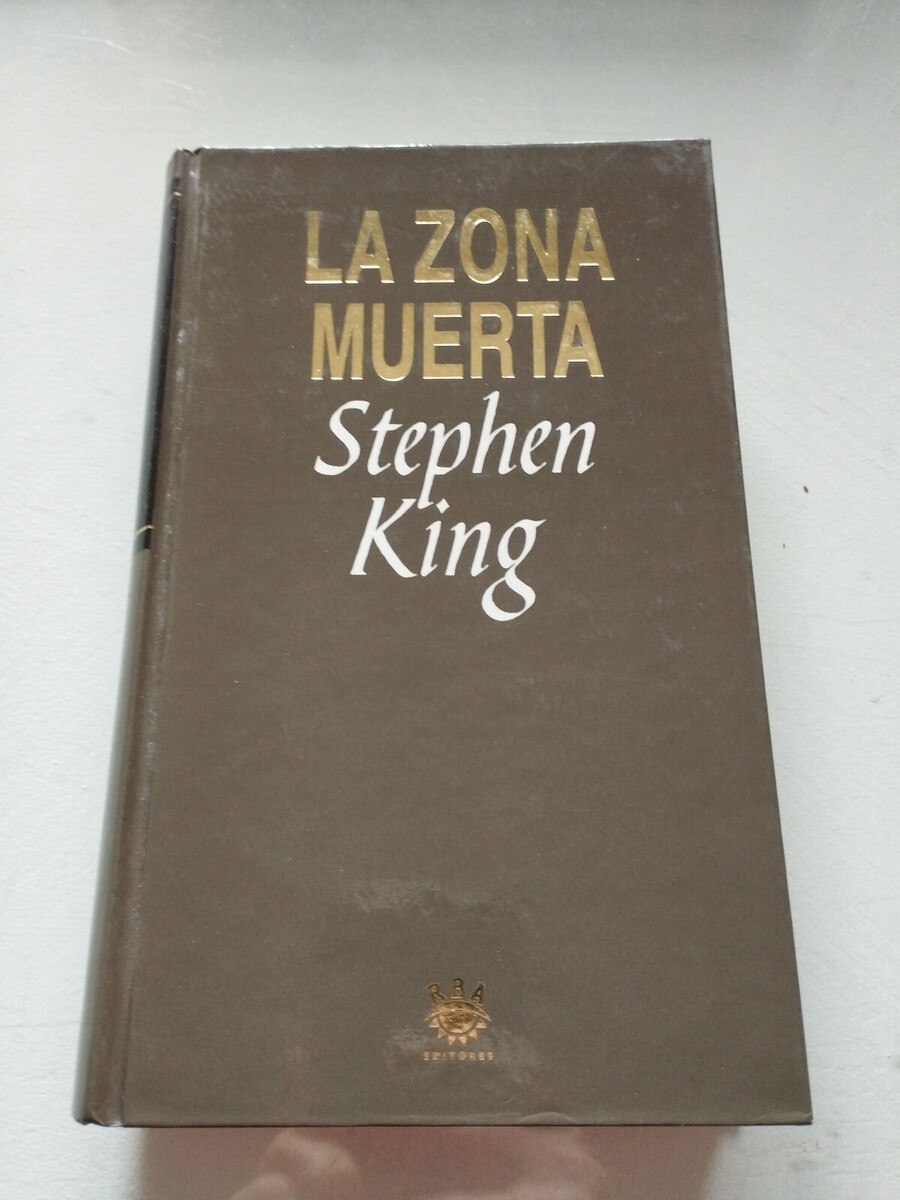 LA ZONA
MUERTA
Stephen
King
RBA
EDITORES